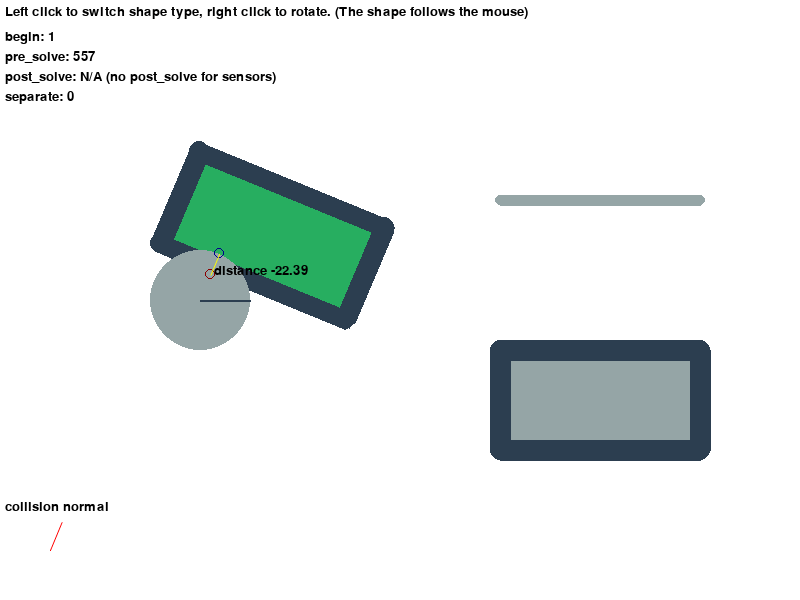 Left click to switch shape type, right click to rotate. (The shape follows the mouse)
begin: 1
pre_solve: 557
post_solve: N/A (no post_solve for sensors)
separate: 0
distance -22.39
collision normal